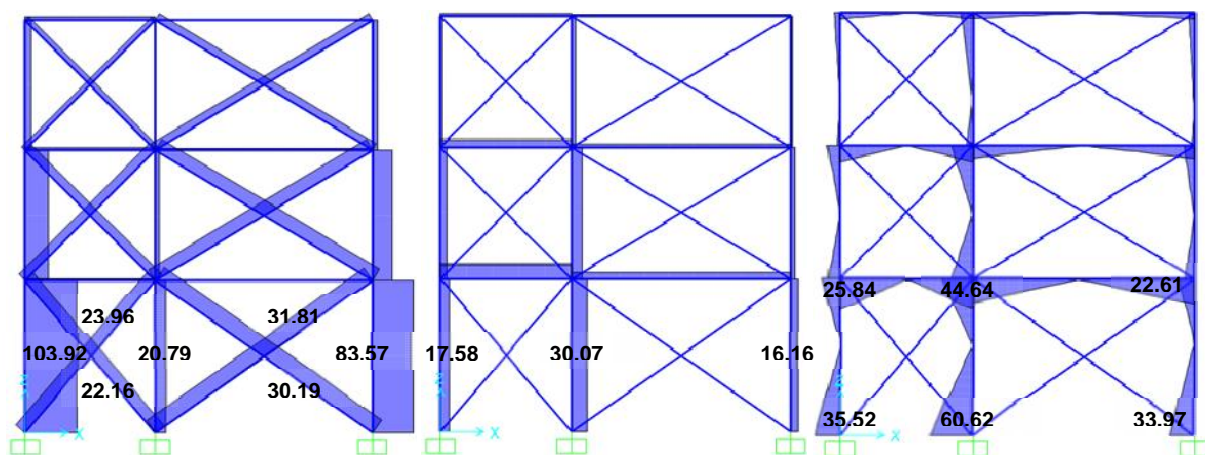 25.84 44.64 22.61
23.96 31.81
103.92 20.79 83.57 17.58 30.07 16.16
22.16 30.19
35.52 60.62 33.97
X X X